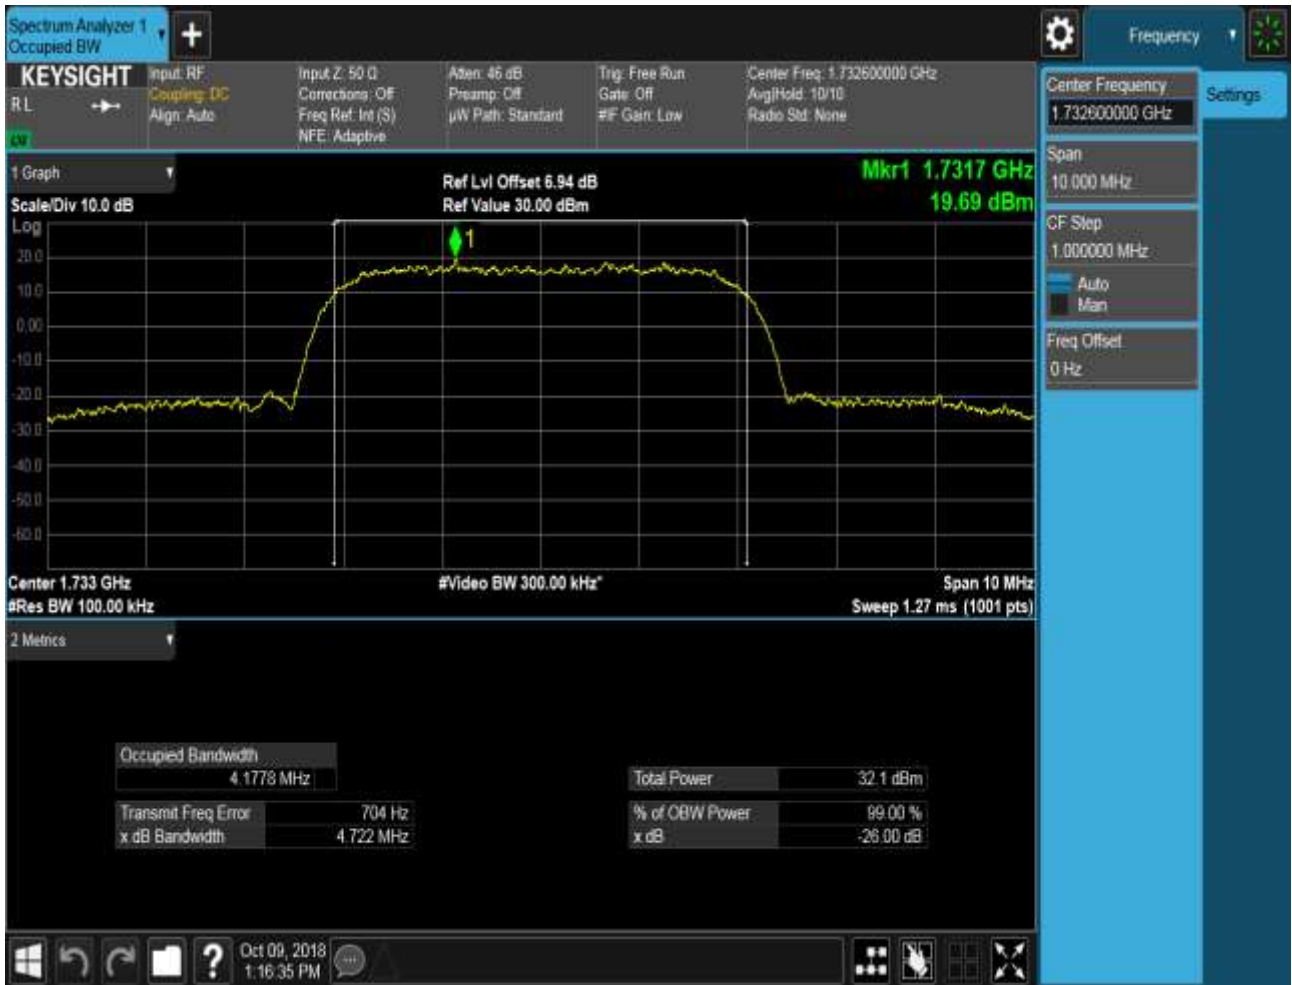 Spectrum Analyzer 1
Occupied BW
Frequency
KEYSIGHT
R L
Input: RF
Coupling: DC
Align: Auto
Input Z: 50 Ω
Corrections: Off
Freq Ref: Int (S)
NFE: Adaptive
Atten: 46 dB
Preamp: Off
µW Path: Standard
Trig: Free Run
Gate: Off
#IF Gain: Low
Center Freq: 1.732600000 GHz
Avg|Hold: 10/10
Radio Std: None
Center Frequency
1.732600000 GHz
Settings
Span
10.000 MHz
CF Step
1.000000 MHz
Auto
Man
Freq Offset
0 Hz
1 Graph
Scale/Div 10.0 dB
Ref Lvl Offset 6.94 dB
Ref Value 30.00 dBm
Mkr1 1.7317 GHz
19.69 dBm
Log
1
20.0
10.0
0.00
-10.0
-20.0
-30.0
-40.0
-50.0
-60.0
Center 1.733 GHz
#Video BW 300.00 kHz*
Span 10 MHz
#Res BW 100.00 kHz
Sweep 1.27 ms (1001 pts)
2 Metrics
Occupied Bandwidth
4.1778 MHz
Total Power 32.1 dBm
Transmit Freq Error 704 Hz
% of OBW Power 99.00 %
x dB Bandwidth 4.722 MHz
x dB -26.00 dB
?
Oct 09, 2018
1:16:35 PM